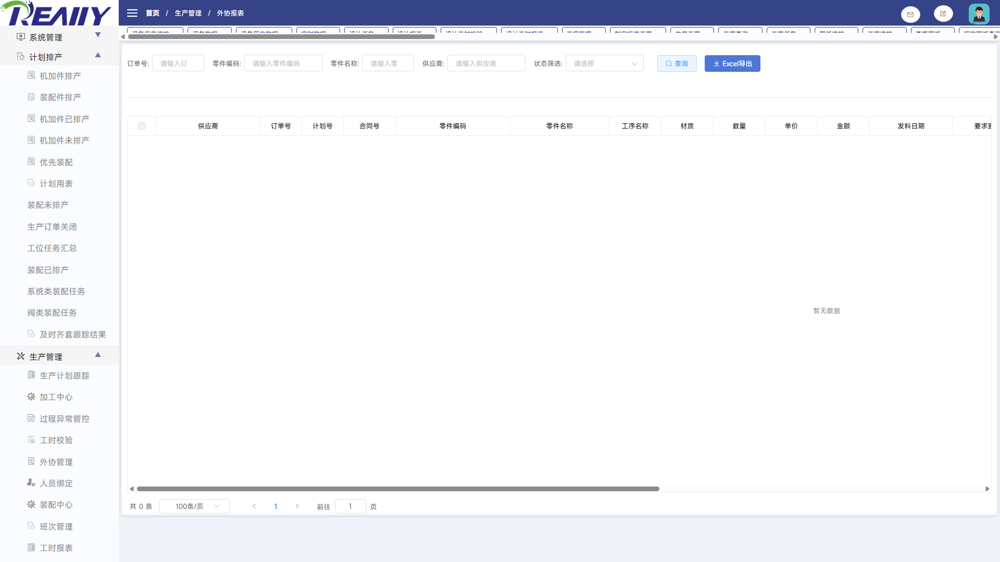 REAllY
首页 / 生产管理 / 外协报表
系统管理
计划排产
机加件排产
装配件排产
机加件已排产
机加件未排产
优先装配
计划用表
装配未排产
生产订单关闭
工位任务汇总
装配已排产
系统类装配任务
阀类装配任务
及时齐套跟踪结果
生产管理
生产计划跟踪
加工中心
过程异常管控
工时校验
外协管理
人员绑定
装配中心
班次管理
工时报表
订单号: 请输入订 零件编码: 请输入零件编码 零件名称: 请输入零 供应商: 请输入供应商 状态筛选: 请选择 查询 Excel导出
供应商 订单号 计划号 合同号 零件编码 零件名称 工序名称 材质 数量 单价 金额 发料日期 要求到
暂无数据
共 0 条 100条/页 1 前往 1 页